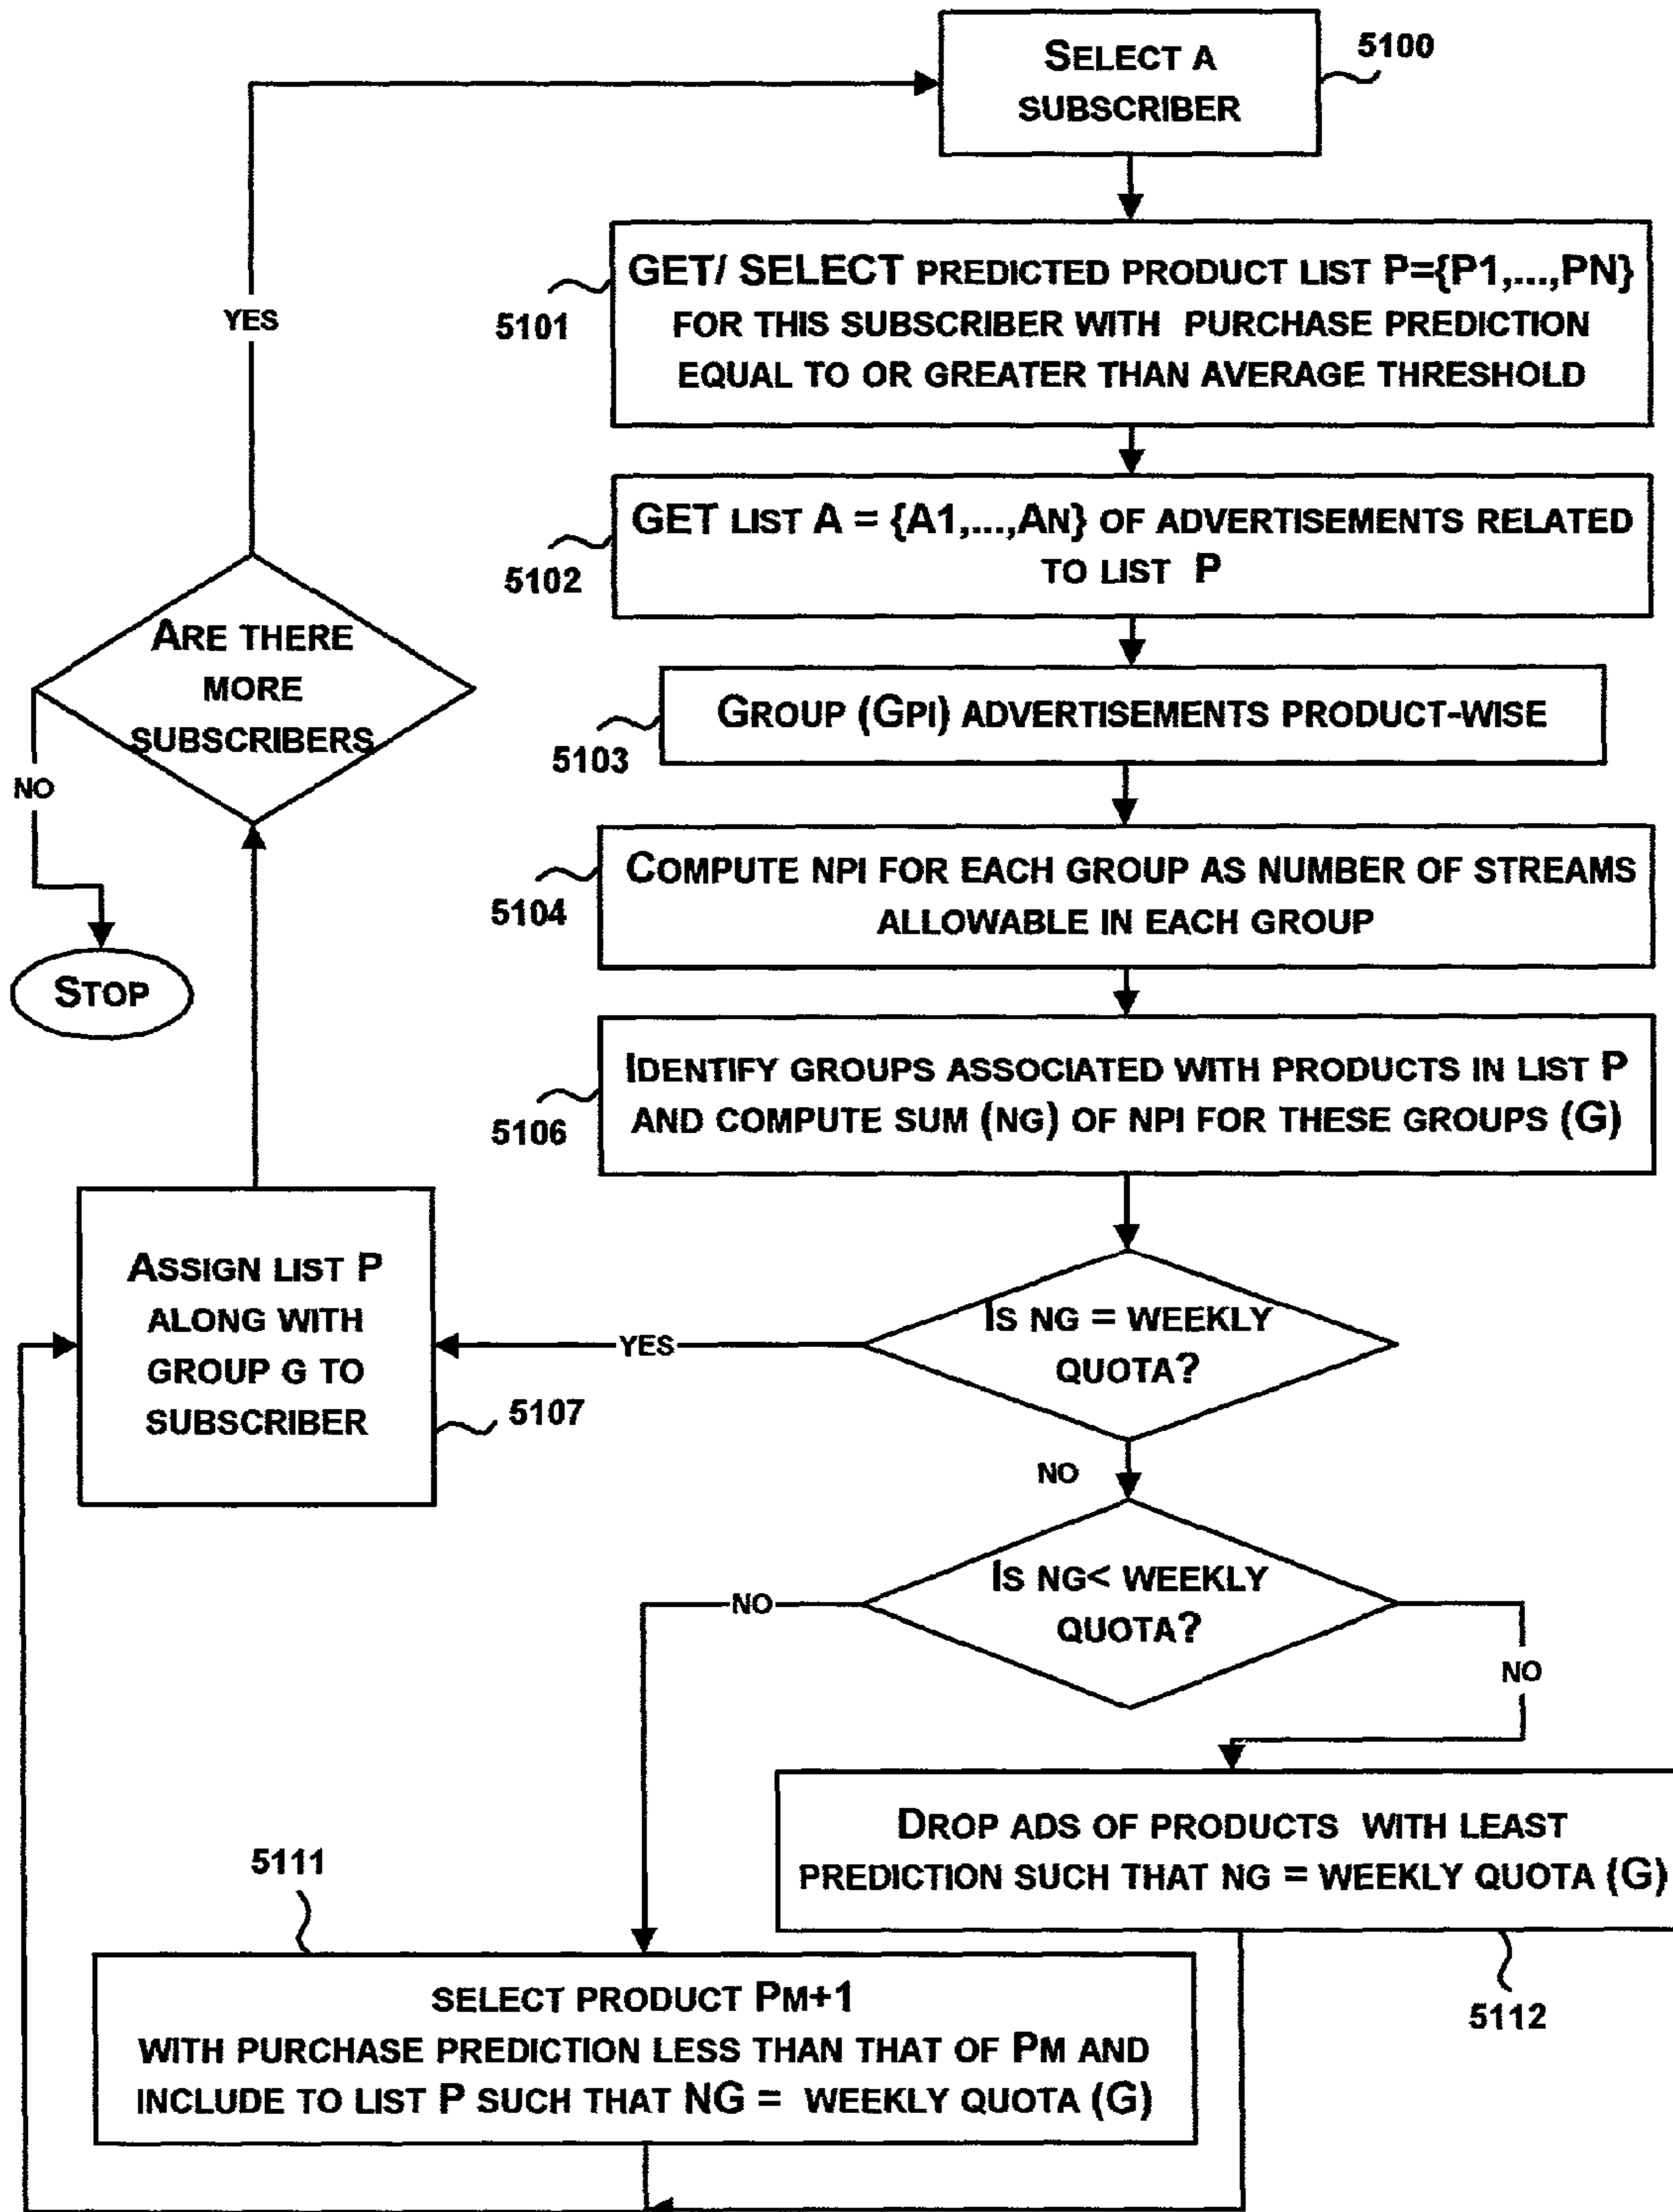 SELECT A
SUBSCRIBER
5100
GET/ SELECT PREDICTED PRODUCT LIST P={P1,...,PN}
FOR THIS SUBSCRIBER WITH PURCHASE PREDICTION
EQUAL TO OR GREATER THAN AVERAGE THRESHOLD
5101
GET LIST A = {A1,...,AN} OF ADVERTISEMENTS RELATED
TO LIST P
5102
GROUP (GPI) ADVERTISEMENTS PRODUCT-WISE
5103
COMPUTE NPI FOR EACH GROUP AS NUMBER OF STREAMS
ALLOWABLE IN EACH GROUP
5104
IDENTIFY GROUPS ASSOCIATED WITH PRODUCTS IN LIST P
AND COMPUTE SUM (NG) OF NPI FOR THESE GROUPS (G)
5106
IS NG = WEEKLY
QUOTA?
YES
NO
ASSIGN LIST P
ALONG WITH
GROUP G TO
SUBSCRIBER
5107
ARE THERE
MORE
SUBSCRIBERS
YES
NO
STOP
IS NG< WEEKLY
QUOTA?
NO
NO
DROP ADS OF PRODUCTS WITH LEAST
PREDICTION SUCH THAT NG = WEEKLY QUOTA (G)
5112
5111
SELECT PRODUCT PM+1
WITH PURCHASE PREDICTION LESS THAN THAT OF PM AND
INCLUDE TO LIST P SUCH THAT NG = WEEKLY QUOTA (G)